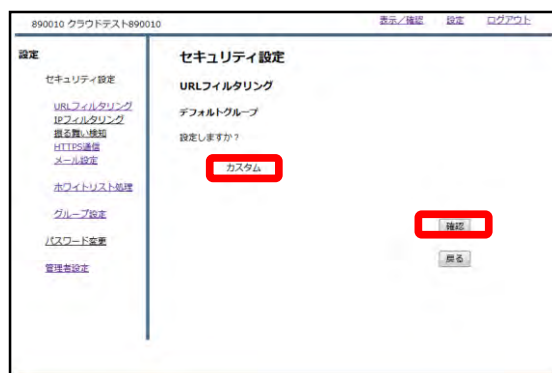 890010 クラウドテスト890010
表示／確認 設定 ログアウト
設定
セキュリティ設定
URLフィルタリング
IPフィルタリング
振る舞い検知
HTTPS通信
メール設定
ホワイトリスト処理
グループ設定
パスワード変更
管理者設定
セキュリティ設定
URLフィルタリング
デフォルトグループ
設定しますか？
カスタム
確認
戻る